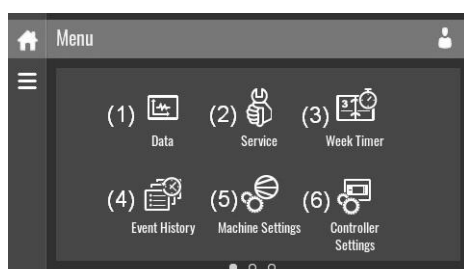 Menu
(1) (2) (3)
Data Service Week Timer
(4) (5) (6)
Event History Machine Settings Controller
Settings